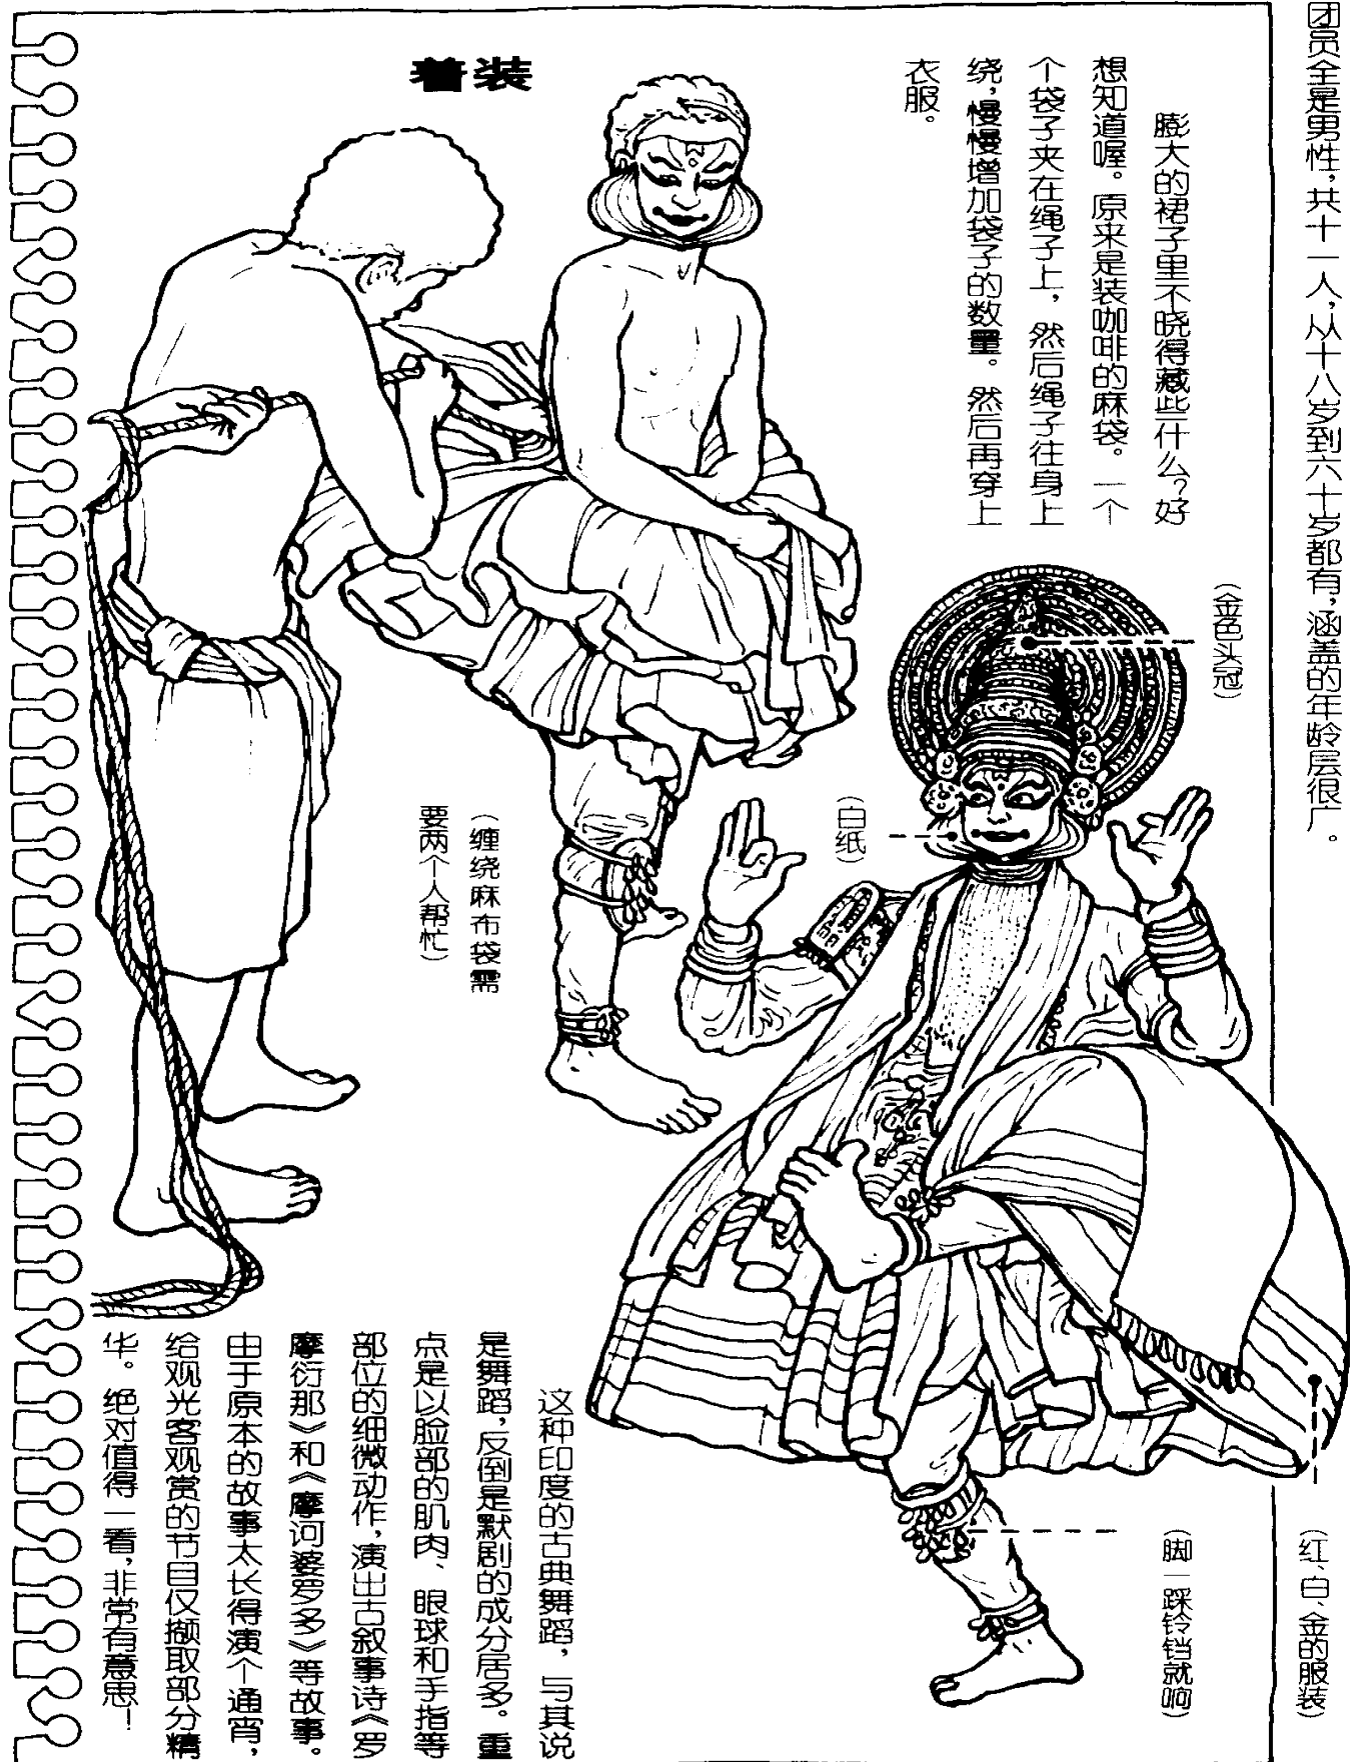 团员全是男性，共十一人，从十八岁到六十岁都有，涵盖的年龄层很广。
着装
膨大的裙子里不晓得藏些什么？好
想知道喔。原来是装咖啡的麻袋。一个
个袋子夹在绳子上，然后绳子往身上
绕，慢慢增加袋子的数量。然后再穿上
衣服。
（金色头冠）
（白纸）
（缠绕麻布袋需
要两个人帮忙）
（红、白、金的服装）
（脚一踩铃铛就响）
这种印度的古典舞蹈，与其说
是舞蹈，反倒是默剧的成分居多。重
点是以脸部的肌肉、眼球和手指等
部位的细微动作，演出古叙事诗《罗
摩衍那》和《摩诃婆罗多》等故事。
由于原本的故事太长得演个通宵，
给观光客观赏的节目仅撷取部分精
华。绝对值得一看，非常有意思！